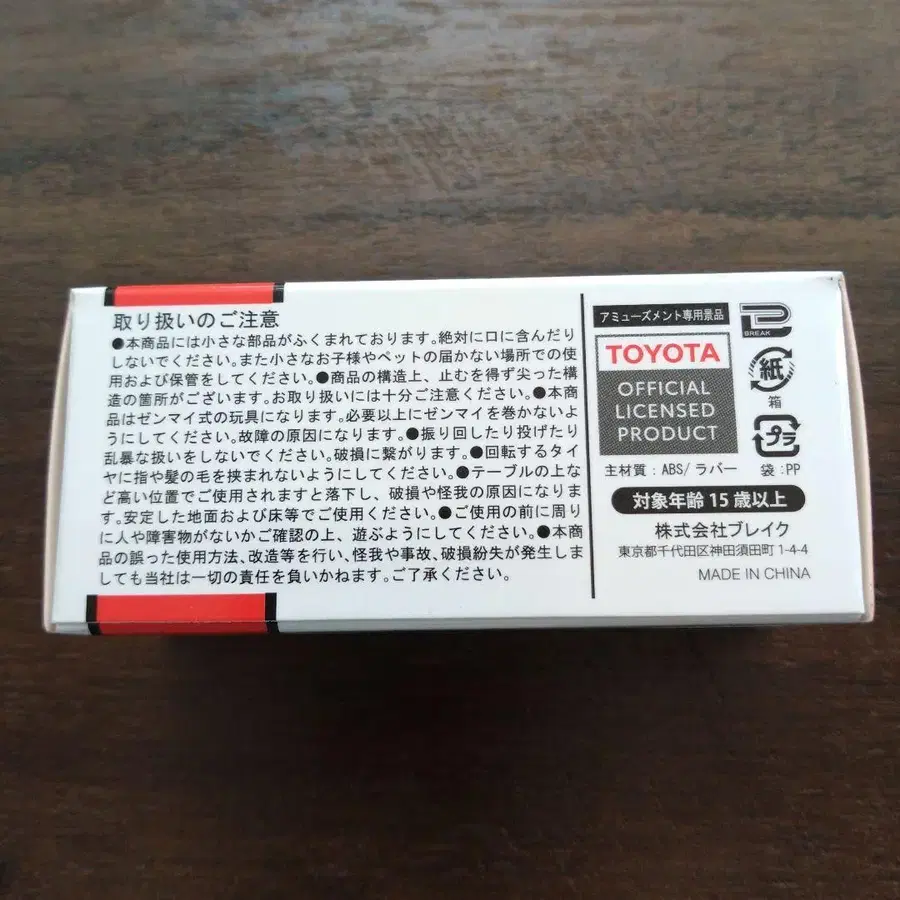 取り扱いのご注意
●本商品には小さな部品がふくまれております。絶対に口に含んだり
しないでください。また小さなお子様やペットの届かない場所での使
用および保管をしてください。●商品の構造上、止むを得ず尖った構
造の箇所がございます。お取り扱いには十分ご注意ください。●本商
品はゼンマイ式の玩具になります。必要以上にゼンマイを巻かないよ
うにしてください。故障の原因になります。●振り回したり投げたり
乱暴な扱いをしないでください。破損に繋がります。●回転するタイ
ヤに指や髪の毛を挟まれないようにしてください。●テーブルの上な
ど高い位置でご使用されますと落下し、破損や怪我の原因になりま
す。安定した地面および床等でご使用ください。●ご使用の前に周り
に人や障害物がないかご確認の上、遊ぶようにしてください。●本商
品の誤った使用方法、改造等を行い、怪我や事故、破損紛失が発生しま
しても当社は一切の責任を負いかねます。ご了承ください。
アミューズメント専用景品
BREAK
TOYOTA
OFFICIAL
LICENSED
PRODUCT
紙
箱
プラ
主材質:ABS/ラバー 袋:PP
対象年齢15歳以上
株式会社ブレイク
東京都千代田区神田須田町1-4-4
MADE IN CHINA